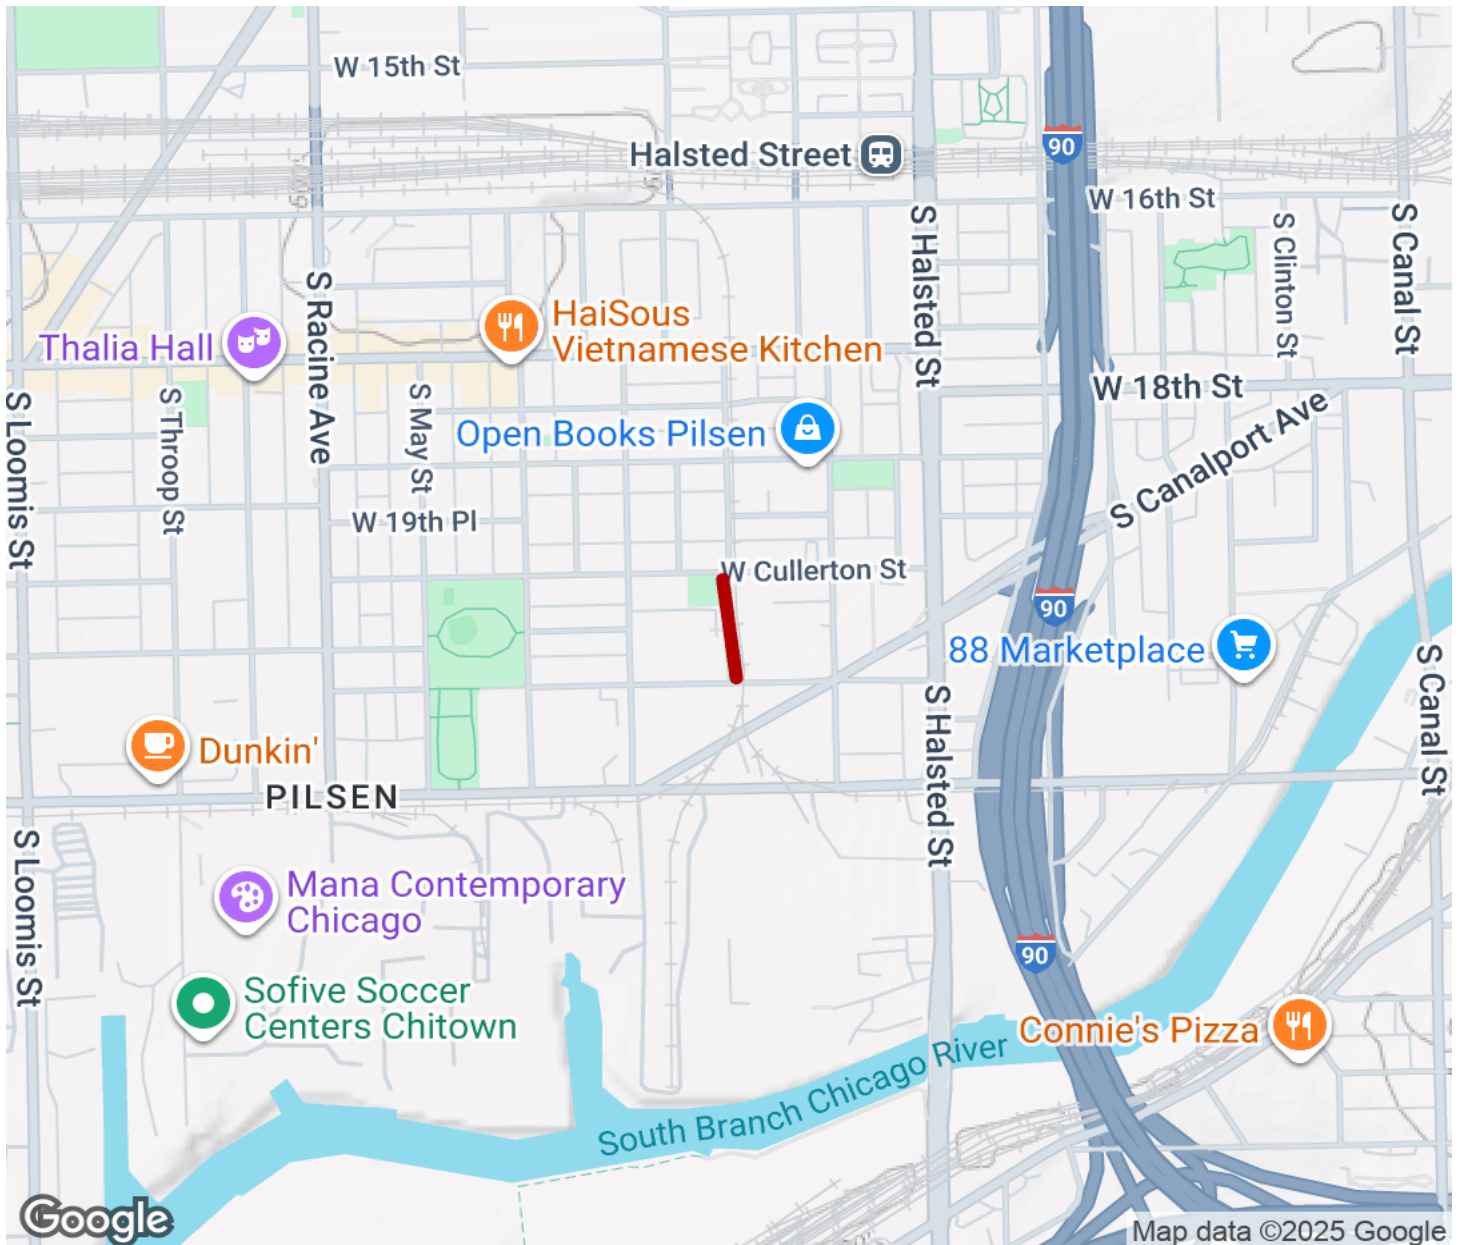 W 15th St
Halsted Street
90
W 16th St
S Halsted St
S Clinton St
S Canal St
S Racine Ave
HaiSous
Vietnamese Kitchen
Thalia Hall
W 18th St
S Loomis St
S Throop St
S May St
Open Books Pilsen
S Canalport Ave
W 19th Pl
W Cullerton St
90
88 Marketplace
S Canal St
S Halsted St
Dunkin'
PILSEN
S Loomis St
Mana Contemporary
Chicago
90
Sofive Soccer
Centers Chitown
Connie's Pizza
South Branch Chicago River
Google
Map data ©2025 Google